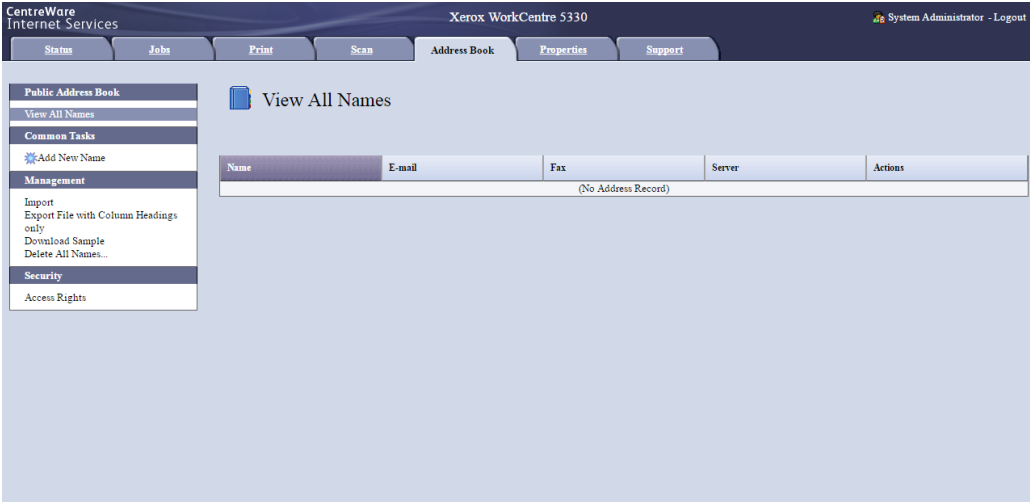 CentreWare
Internet Services
Xerox WorkCentre 5330
System Administrator - Logout
Status
Jobs
Print
Scan
Address Book
Properties
Support
Public Address Book
View All Names
Common Tasks
Add New Name
Management
Import
Export File with Column Headings
only
Download Sample
Delete All Names...
Security
Access Rights
View All Names
Name
E-mail
Fax
Server
Actions
(No Address Record)